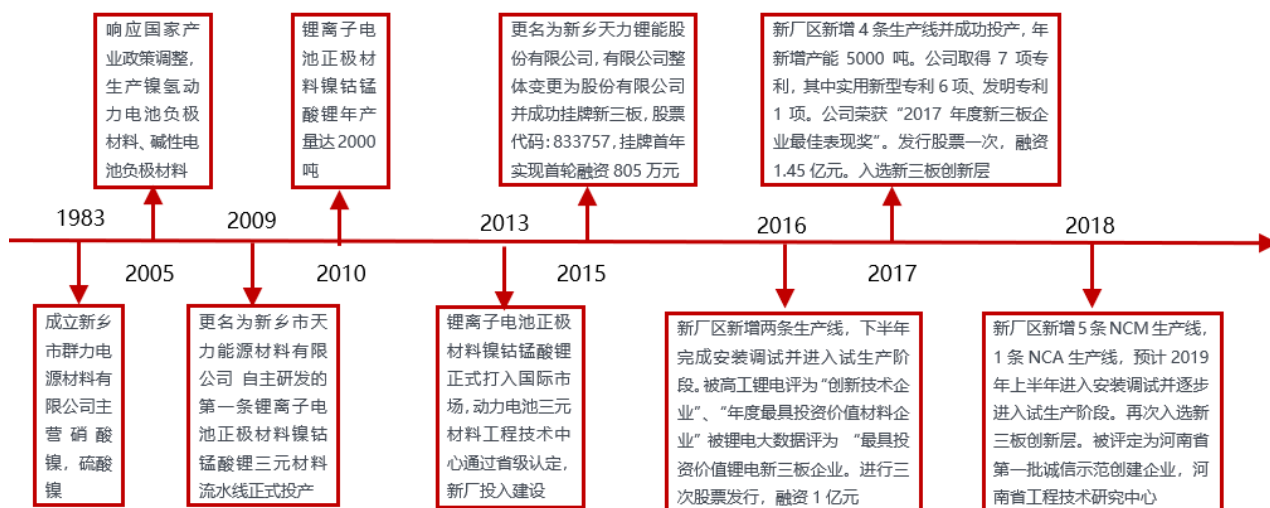 响应国家产
业政策调整，
生产镍氢动
力电池负极
材料、碱性电
池负极材料
锂离子电
池正极材
料镍钴锰
酸锂年产
量达2000
吨
更名为新乡天力锂能股
份有限公司，有限公司整
体变更为股份有限公司
并成功挂牌新三板，股票
代码：833757，挂牌首年
实现首轮融资805万元
新厂区新增4条生产线并成功投产，年
新增产能 5000 吨。公司取得 7 项专
利，其中实用新型专利6项、发明专利
1项。公司荣获“2017 年度新三板企
业最佳表现奖”。发行股票一次，融资
1.45亿元。入选新三板创新层
1983
2009
2013
2016
2018
2005
2010
2015
2017
成立新乡
市群力电
源材料有
限公司主
营硝酸
镍，硫酸
镍
更名为新乡市天
力能源材料有限
公司 自主研发的
第一条锂离子电
池正极材料镍钴
锰酸锂三元材料
流水线正式投产
锂离子电池正极
材料镍钴锰酸锂
正式打入国际市
场，动力电池三元
材料工程技术中
心通过省级认定，
新厂投入建设
新厂区新增两条生产线，下半年
完成安装调试并进入试生产阶
段。被高工锂电评为“创新技术企
业”、“年度最具投资价值材料企
业”被锂电大数据评为 “最具投
资价值锂电新三板企业。进行三
次股票发行，融资1亿元
新厂区新增5条NCM生产线，
1条NCA生产线，预计2019
年上半年进入安装调试并逐步
进入试生产阶段。再次入选新
三板创新层。被评定为河南省
第一批诚信示范创建企业，河
南省工程技术研究中心